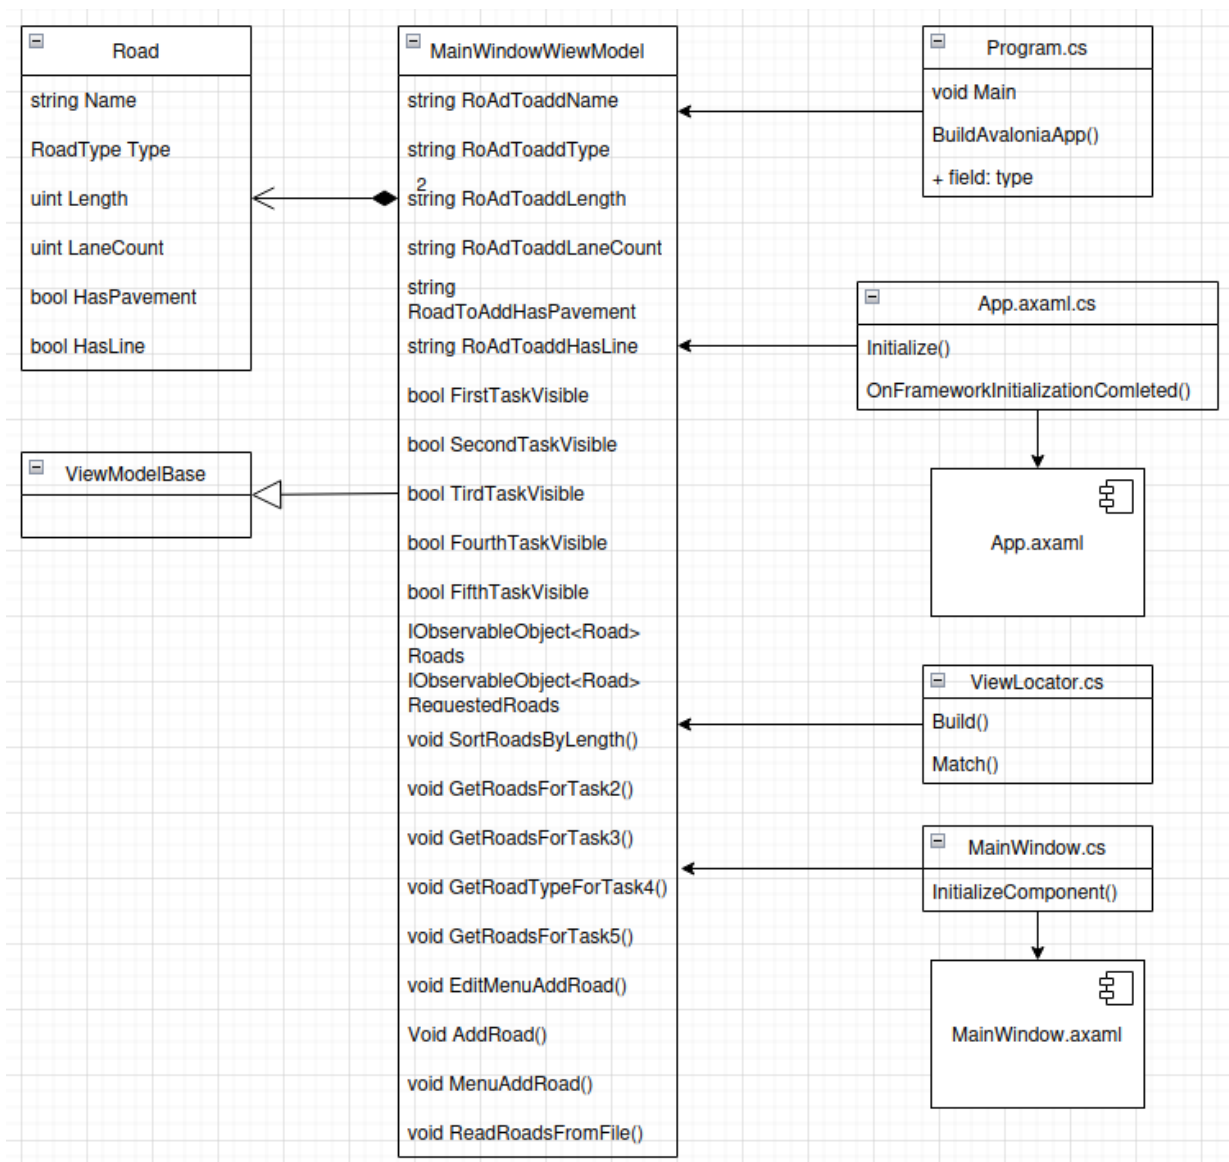 Road
string Name
RoadType Type
uint Length
uint LaneCount
bool HasPavement
bool HasLine
ViewModelBase
MainWindowWiewModel
string RoAdToaddName
string RoAdToaddType
2
string RoAdToaddLength
string RoAdToaddLaneCount
string
RoadToAddHasPavement
string RoAdToaddHasLine
bool FirstTaskVisible
bool SecondTaskVisible
bool TirdTaskVisible
bool FourthTaskVisible
bool FifthTaskVisible
IObservableObject<Road>
Roads
IObservableObject<Road>
RequestedRoads
void SortRoadsByLength()
void GetRoadsForTask2()
void GetRoadsForTask3()
void GetRoadTypeForTask4()
void GetRoadsForTask5()
void EditMenuAddRoad()
Void AddRoad()
void MenuAddRoad()
void ReadRoadsFromFile()
Program.cs
void Main
BuildAvaloniaApp()
+ field: type
App.axaml.cs
Initialize()
OnFrameworkInitializationComleted()
App.axaml
ViewLocator.cs
Build()
Match()
MainWindow.cs
InitializeComponent()
MainWindow.axaml